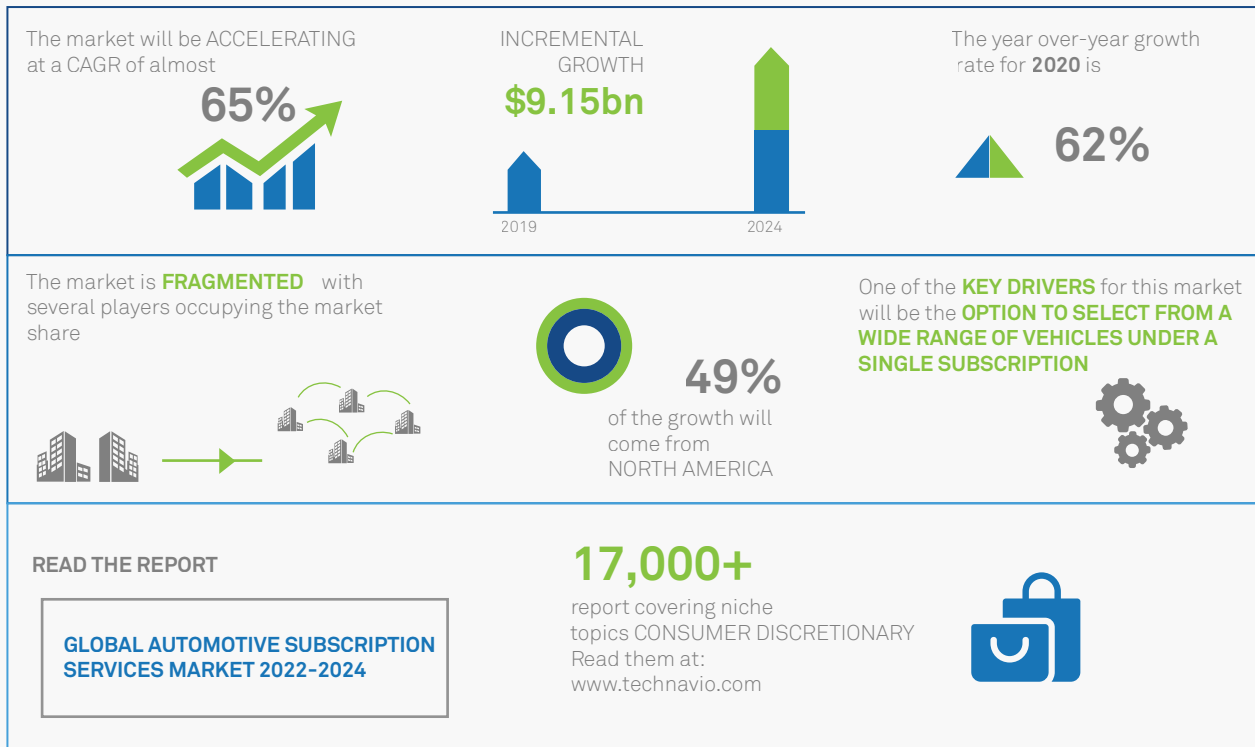 The market will be ACCELERATING
at a CAGR of almost
65%
INCREMENTAL
GROWTH
$9.15bn
2019
2024
The year over-year growth
rate for 2020 is
62%
The market is FRAGMENTED with
several players occupying the market
share
49%
of the growth will
come from
NORTH AMERICA
One of the KEY DRIVERS for this market
will be the OPTION TO SELECT FROM A
WIDE RANGE OF VEHICLES UNDER A
SINGLE SUBSCRIPTION
READ THE REPORT
GLOBAL AUTOMOTIVE SUBSCRIPTION
SERVICES MARKET 2022-2024
17,000+
report covering niche
topics CONSUMER DISCRETIONARY
Read them at:
www.technavio.com